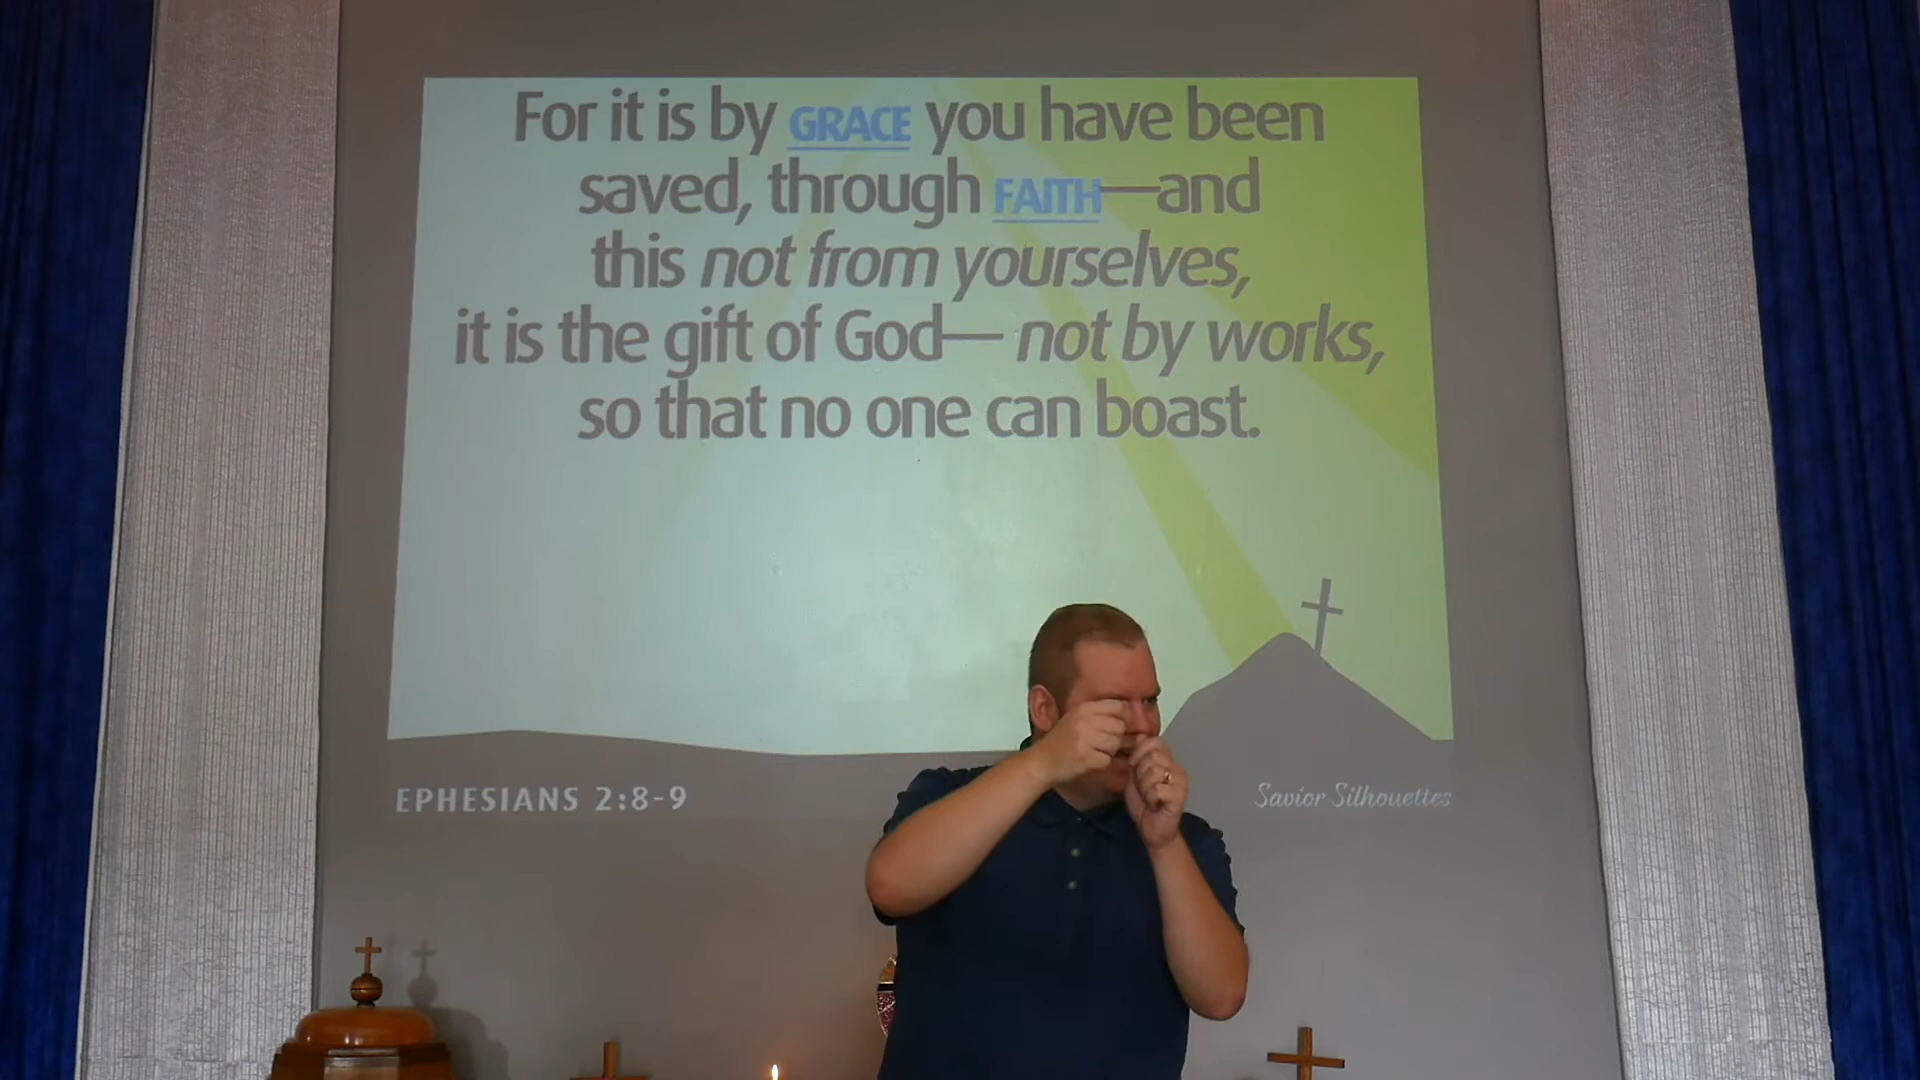 For it is by GRACE you have been
saved, through FAITH—and
this not from yourselves,
it is the gift of God— not by works,
so that no one can boast.
EPHESIANS 2:8-9
Savior Silhouettes